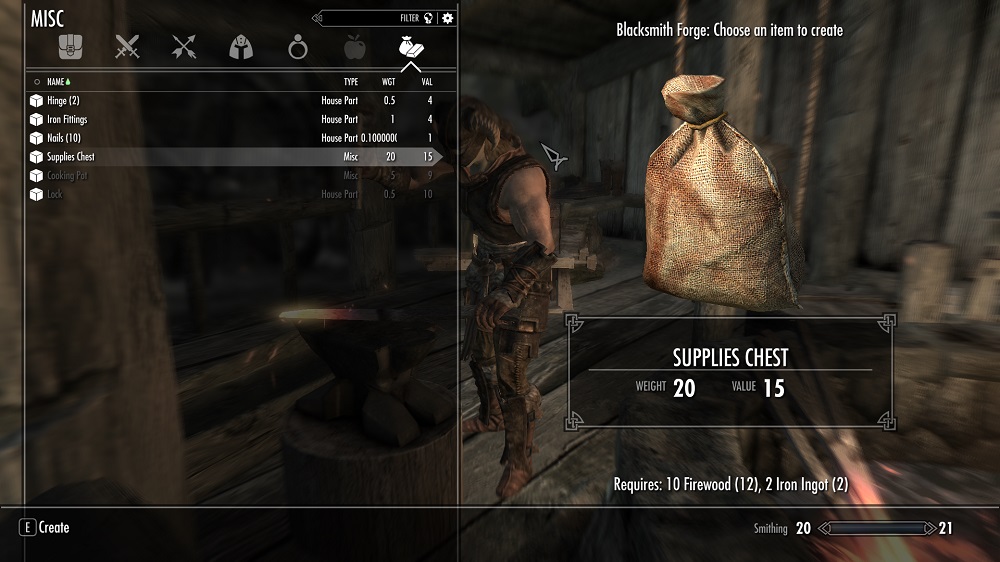 MISC
FILTER
Blacksmith Forge: Choose an item to create
NAME TYPE WGT VAL
Hinge (2) House Part 0.5 4
Iron Fittings House Part 1 4
Nails (10) House Part 0.1000000 1
Supplies Chest Misc 20 15
Cooking Pot Misc 5 9
Lock House Part 0.5 10
SUPPLIES CHEST
WEIGHT 20 VALUE 15
Requires: 10 Firewood (12), 2 Iron Ingot (2)
E Create
Smithing 20 21